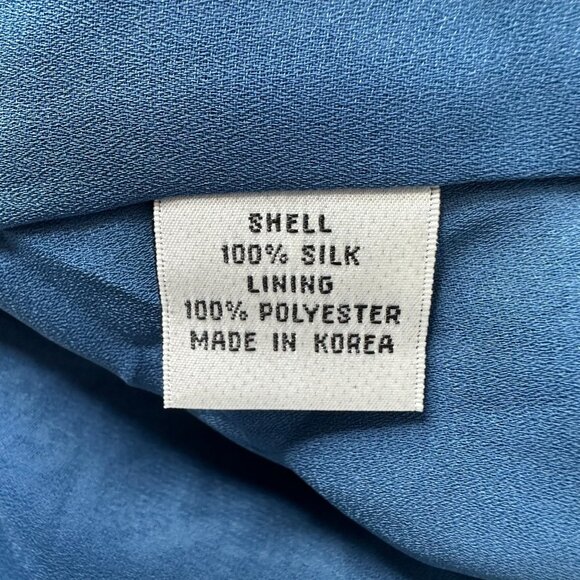 SHELL
100% SILK
LINING
100% POLYESTER
MADE IN KOREA